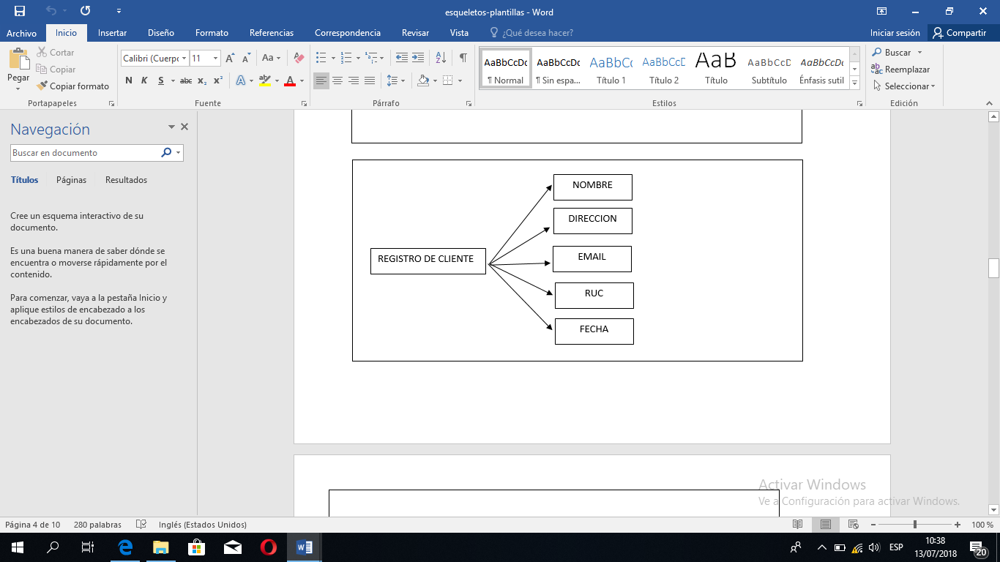 esqueletos-plantillas - Word
Archivo Inicio Insertar Diseño Formato Referencias Correspondencia Revisar Vista ¿Qué desea hacer? Iniciar sesión Compartir
Pegar
Cortar
Copiar
Copiar formato
Portapapeles
Calibri (Cuerpo 11
N K S abc x₂ x²
Fuente
Párrafo
AaBbCcDc AaBbCcDc AaBbCc AaBbCcD AaB AaBbCcD AaBbCcDc
¶ Normal ¶ Sin espa... Título 1 Título 2 Título Subtítulo Énfasis sutil
Estilos
Buscar
Reemplazar
Seleccionar
Edición
Navegación
Buscar en documento
Títulos Páginas Resultados
Cree un esquema interactivo de su
documento.
Es una buena manera de saber dónde se
encuentra o moverse rápidamente por el
contenido.
Para comenzar, vaya a la pestaña Inicio y
aplique estilos de encabezado a los
encabezados de su documento.
NOMBRE
DIRECCION
REGISTRO DE CLIENTE
EMAIL
RUC
FECHA
Activar Windows
Ve a Configuración para activar Windows.
Página 4 de 10 280 palabras Inglés (Estados Unidos) 100 %
ESP
10:38
13/07/2018
20